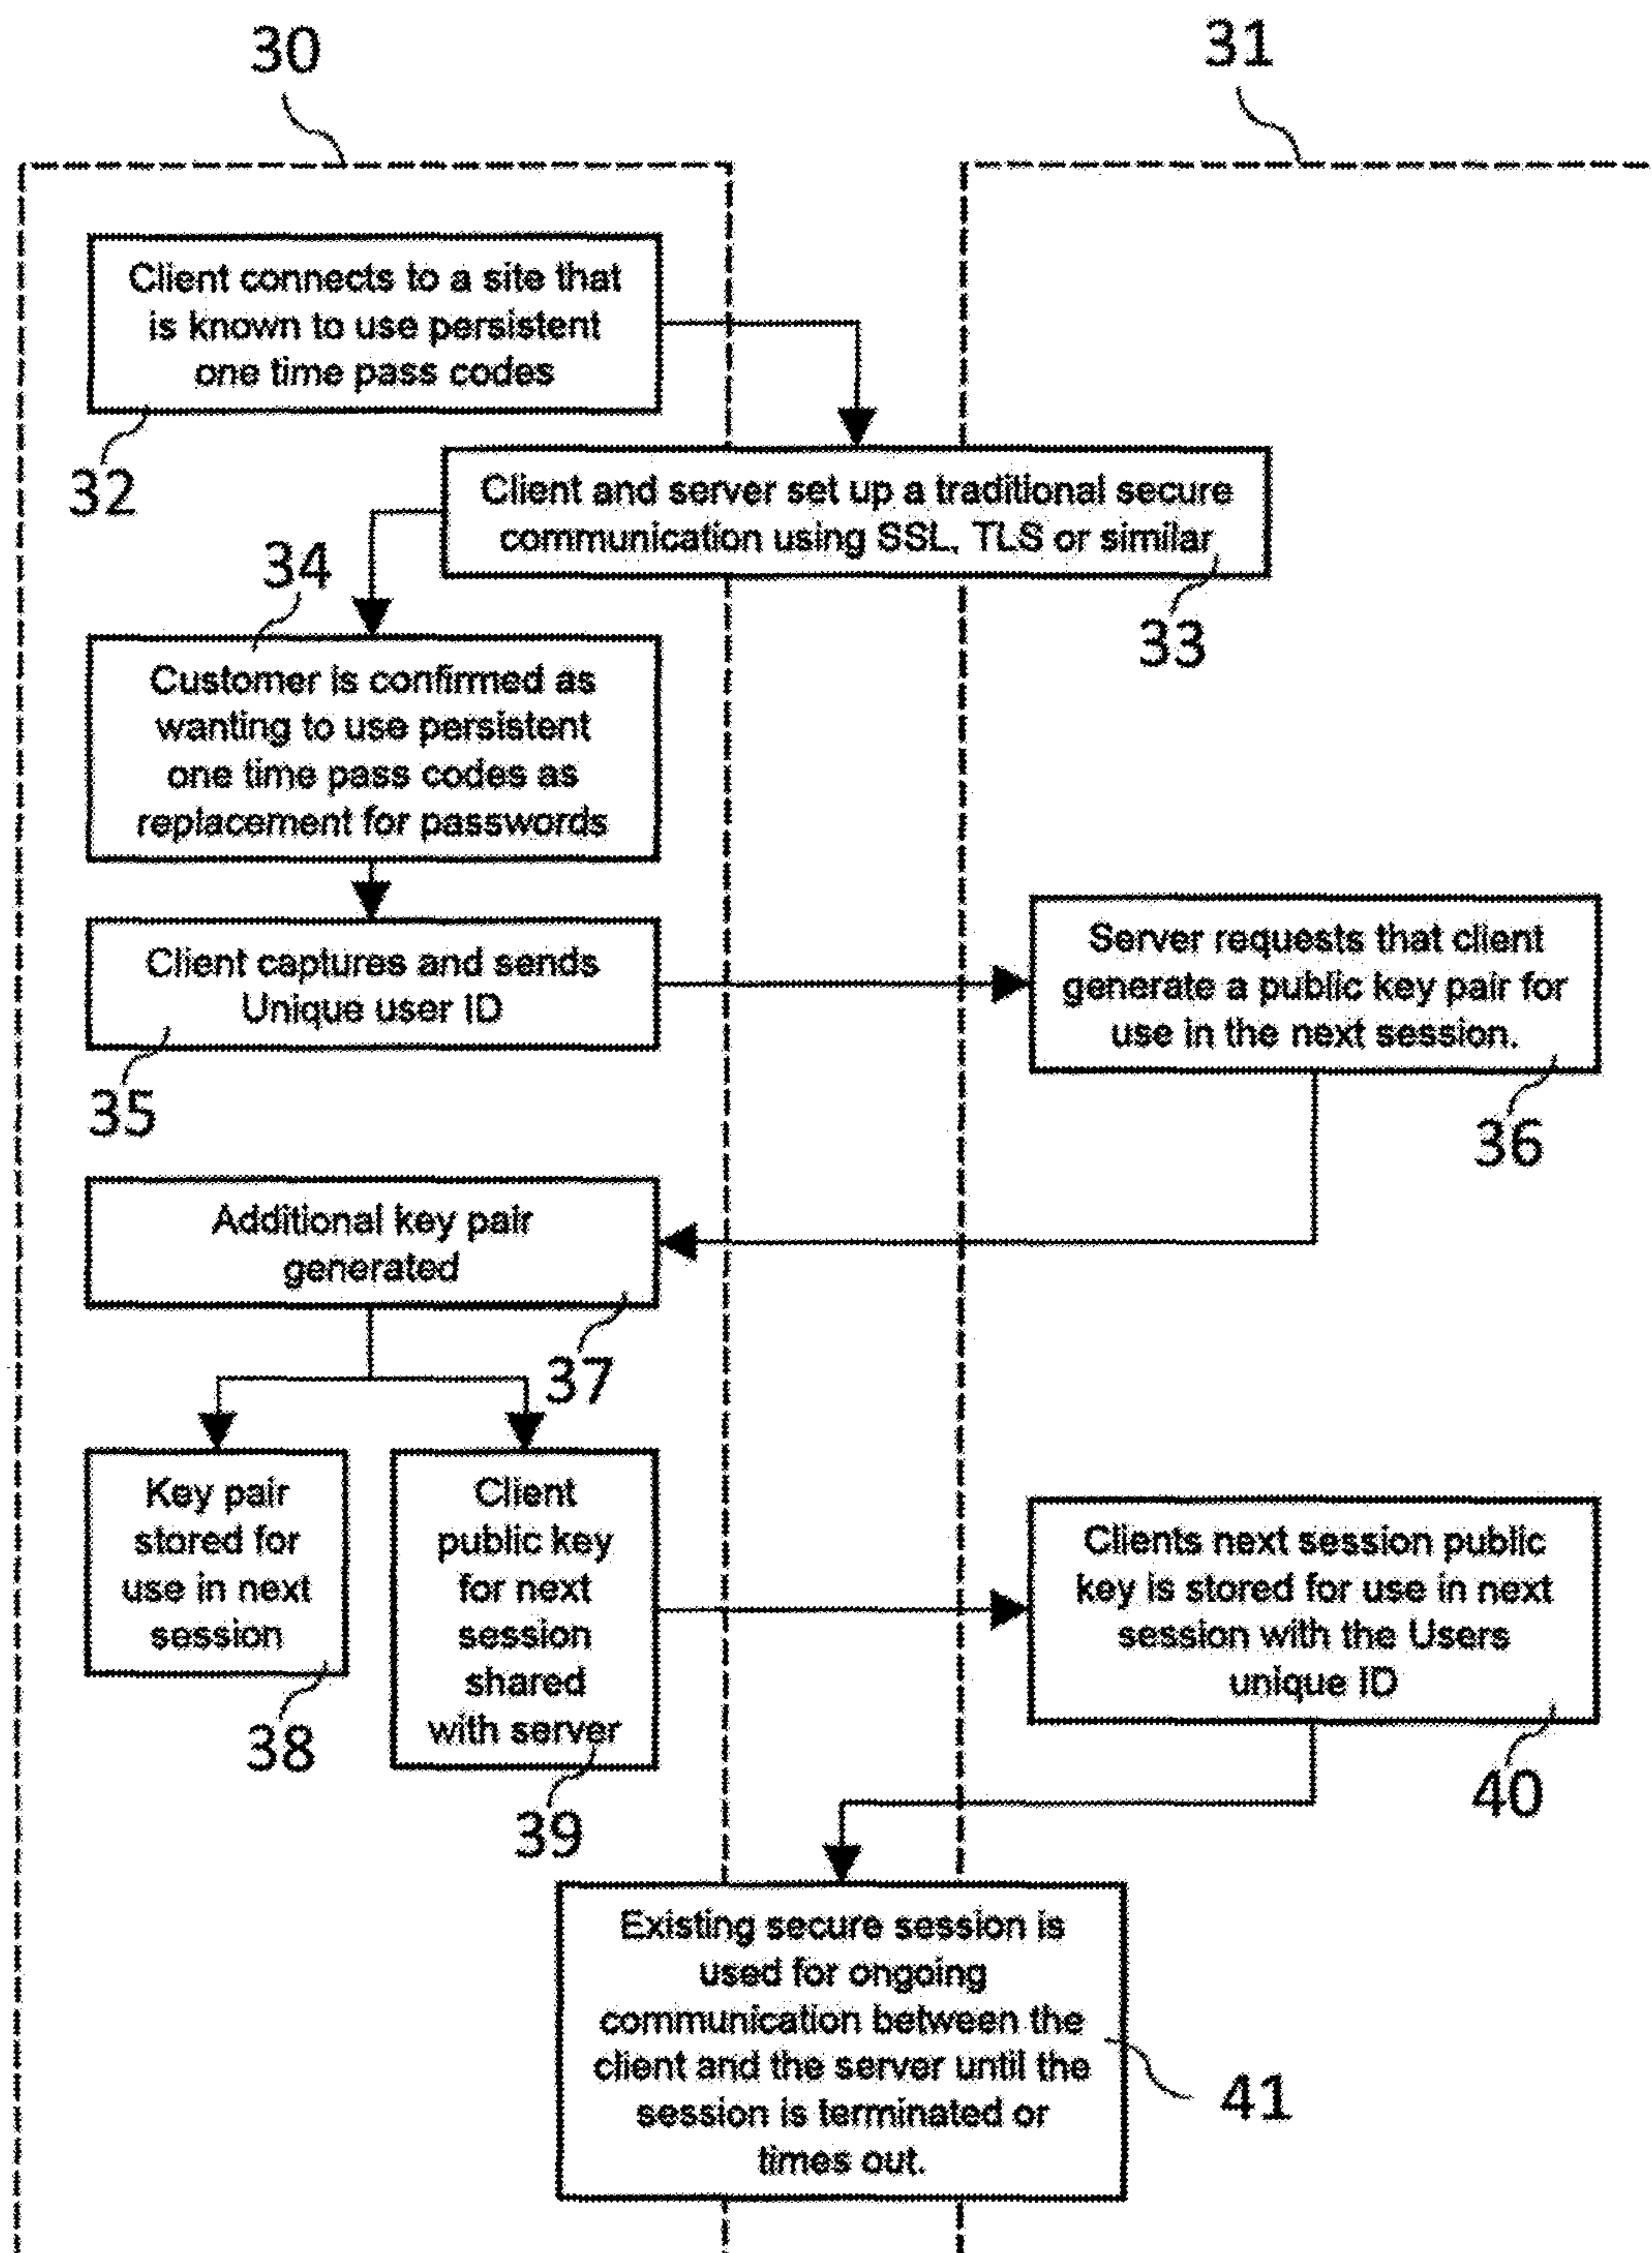 30
31
Client connects to a site that
is known to use persistent
one time pass codes
32
Client and server set up a traditional secure
communication using SSL, TLS or similar
33
34
Customer is confirmed as
wanting to use persistent
one time pass codes as
replacement for passwords
Client captures and sends
Unique user ID
35
Server requests that client
generate a public key pair for
use in the next session.
36
Additional key pair
generated
37
Key pair
stored for
use in next
session
38
Client
public key
for next
session
shared
with server
39
Clients next session public
key is stored for use in next
session with the Users
unique ID
40
Existing secure session is
used for ongoing
communication between the
client and the server until the
session is terminated or
times out.
41